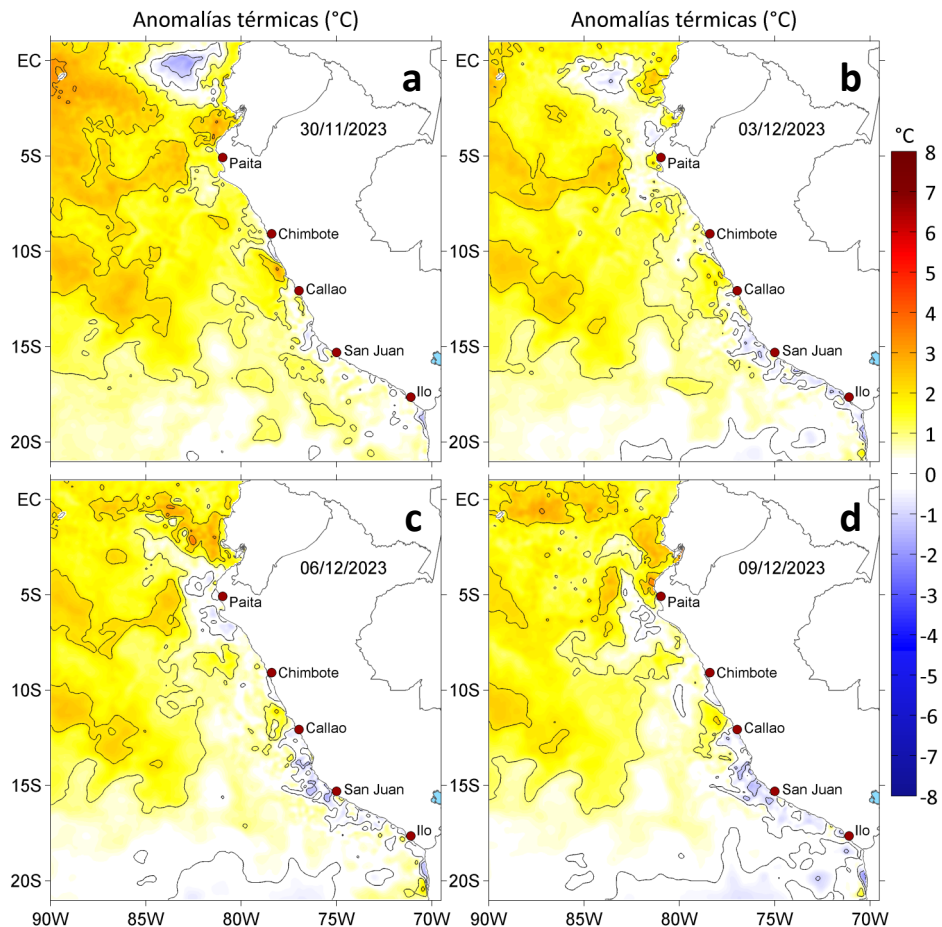 Anomalías térmicas (°C)
Anomalías térmicas (°C)
EC
5S
10S
15S
20S
a
30/11/2023
Paita
Chimbote
Callao
San Juan
Ilo
EC
5S
10S
15S
20S
b
03/12/2023
Paita
Chimbote
Callao
San Juan
Ilo
°C
8
7
6
5
4
3
2
1
0
-1
-2
-3
-4
-5
-6
-7
-8
EC
5S
10S
15S
20S
c
06/12/2023
Paita
Chimbote
Callao
San Juan
Ilo
90W
85W
80W
75W
70W
EC
5S
10S
15S
20S
d
09/12/2023
Paita
Chimbote
Callao
San Juan
Ilo
90W
85W
80W
75W
70W